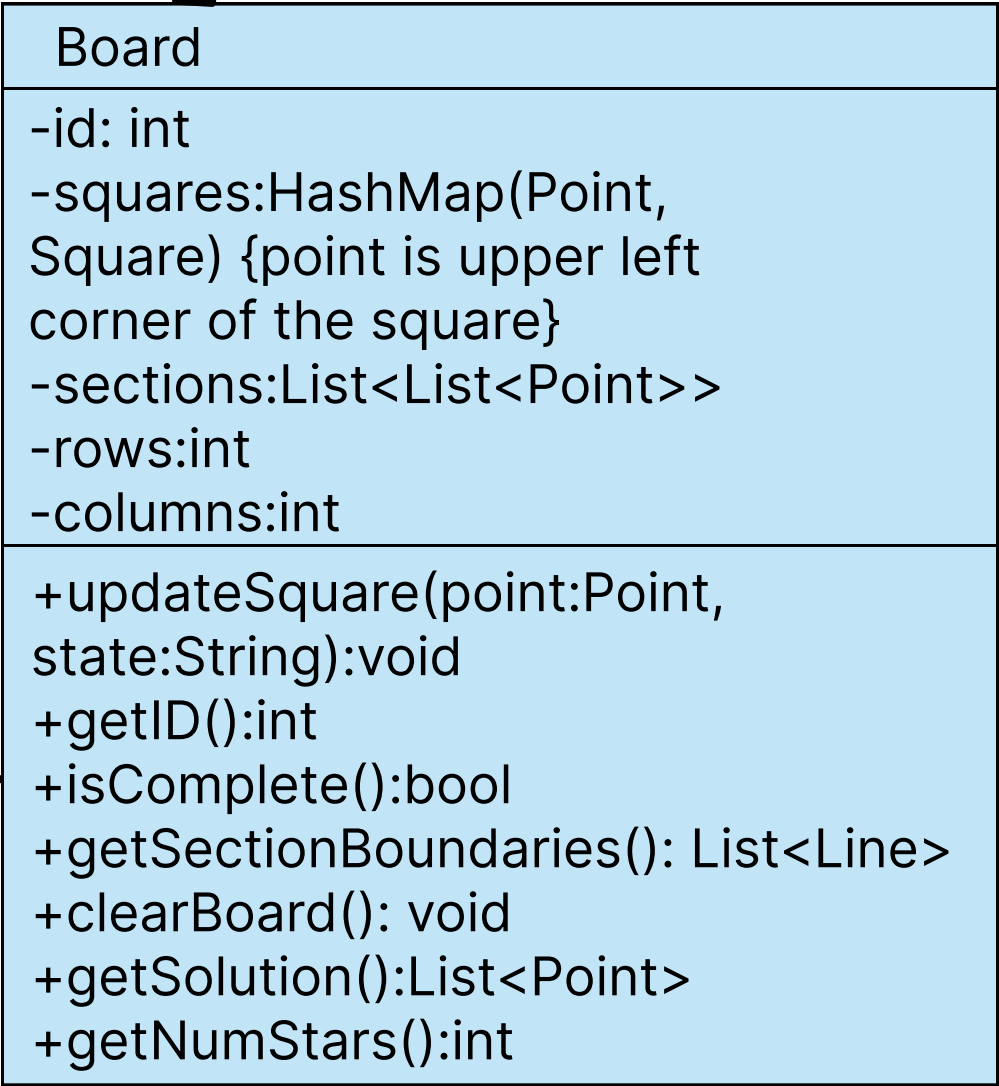 Board
-id: int
-squares:HashMap(Point,
Square) {point is upper left
corner of the square}
-sections:List<List<Point>>
-rows:int
-columns:int
+updateSquare(point:Point,
state:String):void
+getID():int
+isComplete():bool
+getSectionBoundaries(): List<Line>
+clearBoard(): void
+getSolution():List<Point>
+getNumStars():int